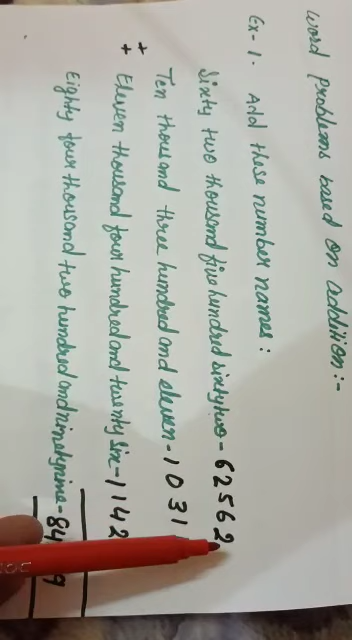 Word Problems based on addition:-
Ex-1. Add these number names:
Sixty two thousand five hundred sixty two - 62562
Ten thousand three hundred and eleven - 1031
+
Eleven thousand four hundred and twenty six - 1142
+
Eighty four thousand two hundred and ninety nine - 84